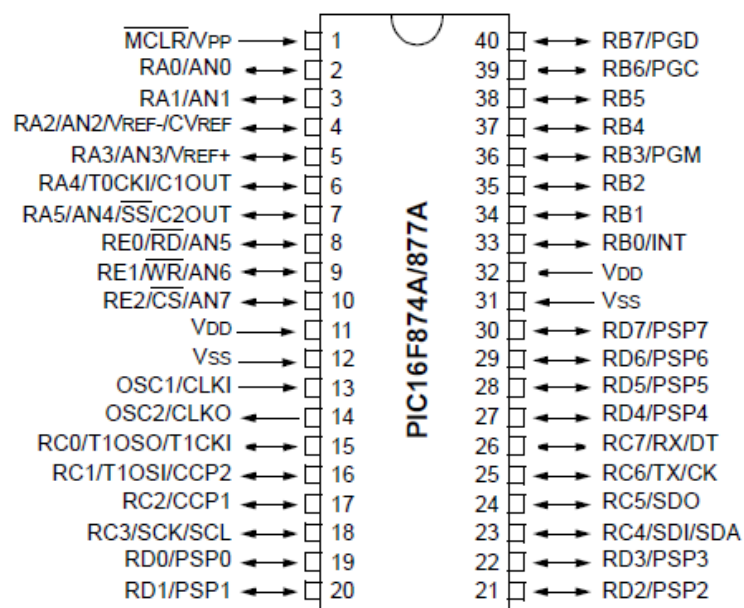 M̅C̅L̅R̅/VPP 1 40 RB7/PGD
RA0/AN0 2 39 RB6/PGC
RA1/AN1 3 38 RB5
RA2/AN2/VREF-/CVREF 4 37 RB4
RA3/AN3/VREF+ 5 36 RB3/PGM
RA4/T0CKI/C1OUT 6 35 RB2
RA5/AN4/S̅S̅/C2OUT 7 34 RB1
RE0/R̅D̅/AN5 8 33 RB0/INT
RE1/W̅R̅/AN6 9 32 VDD
RE2/C̅S̅/AN7 10 31 VSS
VDD 11 30 RD7/PSP7
VSS 12 29 RD6/PSP6
OSC1/CLKI 13 28 RD5/PSP5
OSC2/CLKO 14 27 RD4/PSP4
RC0/T1OSO/T1CKI 15 26 RC7/RX/DT
RC1/T1OSI/CCP2 16 25 RC6/TX/CK
RC2/CCP1 17 24 RC5/SDO
RC3/SCK/SCL 18 23 RC4/SDI/SDA
RD0/PSP0 19 22 RD3/PSP3
RD1/PSP1 20 21 RD2/PSP2
PIC16F874A/877A